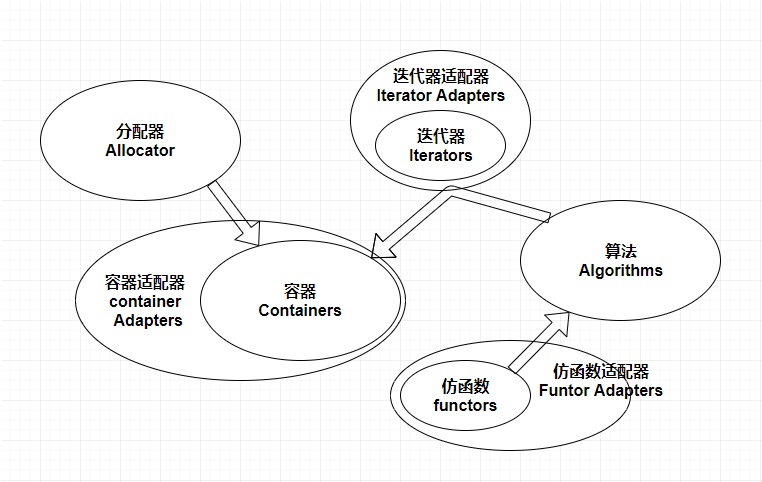 迭代器适配器
Iterator Adapters
分配器
Allocator
迭代器
Iterators
算法
Algorithms
容器适配器
container
Adapters
容器
Containers
仿函数
functors
仿函数适配器
Funtor Adapters